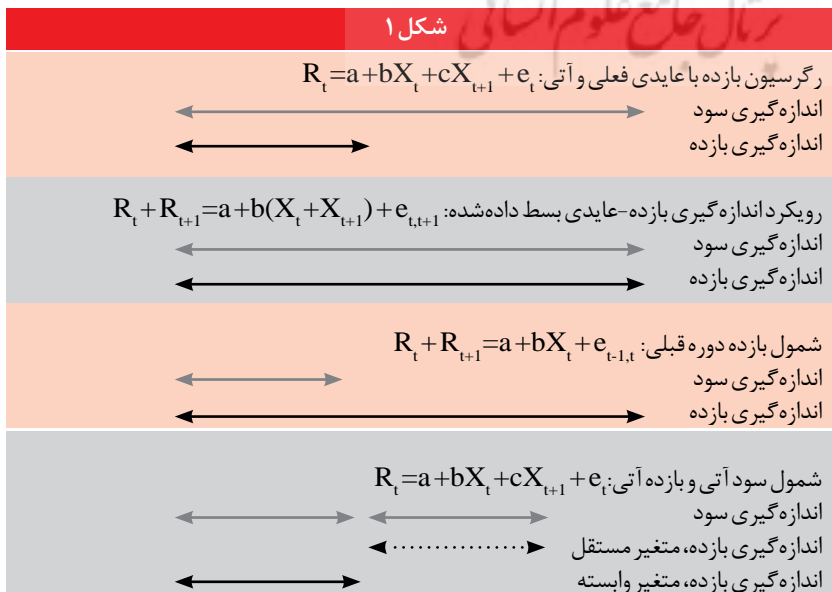 پرتال جامع علوم انسانی
شکل ۱
رگرسیون بازده با عایدی فعلی و آتی: R_t=a+bX_t+cX_{t+1}+e_t
اندازه‌گیری سود
اندازه‌گیری بازده
رویکرد اندازه‌گیری بازده-عایدی بسط داده‌شده: R_t+R_{t+1}=a+b(X_t+X_{t+1})+e_{t,t+1}
اندازه‌گیری سود
اندازه‌گیری بازده
شمول بازده دوره قبلی: R_t+R_{t+1}=a+bX_t+e_{t-1,t}
اندازه‌گیری سود
اندازه‌گیری بازده
شمول سود آتی و بازده آتی: R_t=a+bX_t+cX_{t+1}+e_t
اندازه‌گیری سود
اندازه‌گیری بازده، متغیر مستقل
اندازه‌گیری بازده، متغیر وابسته